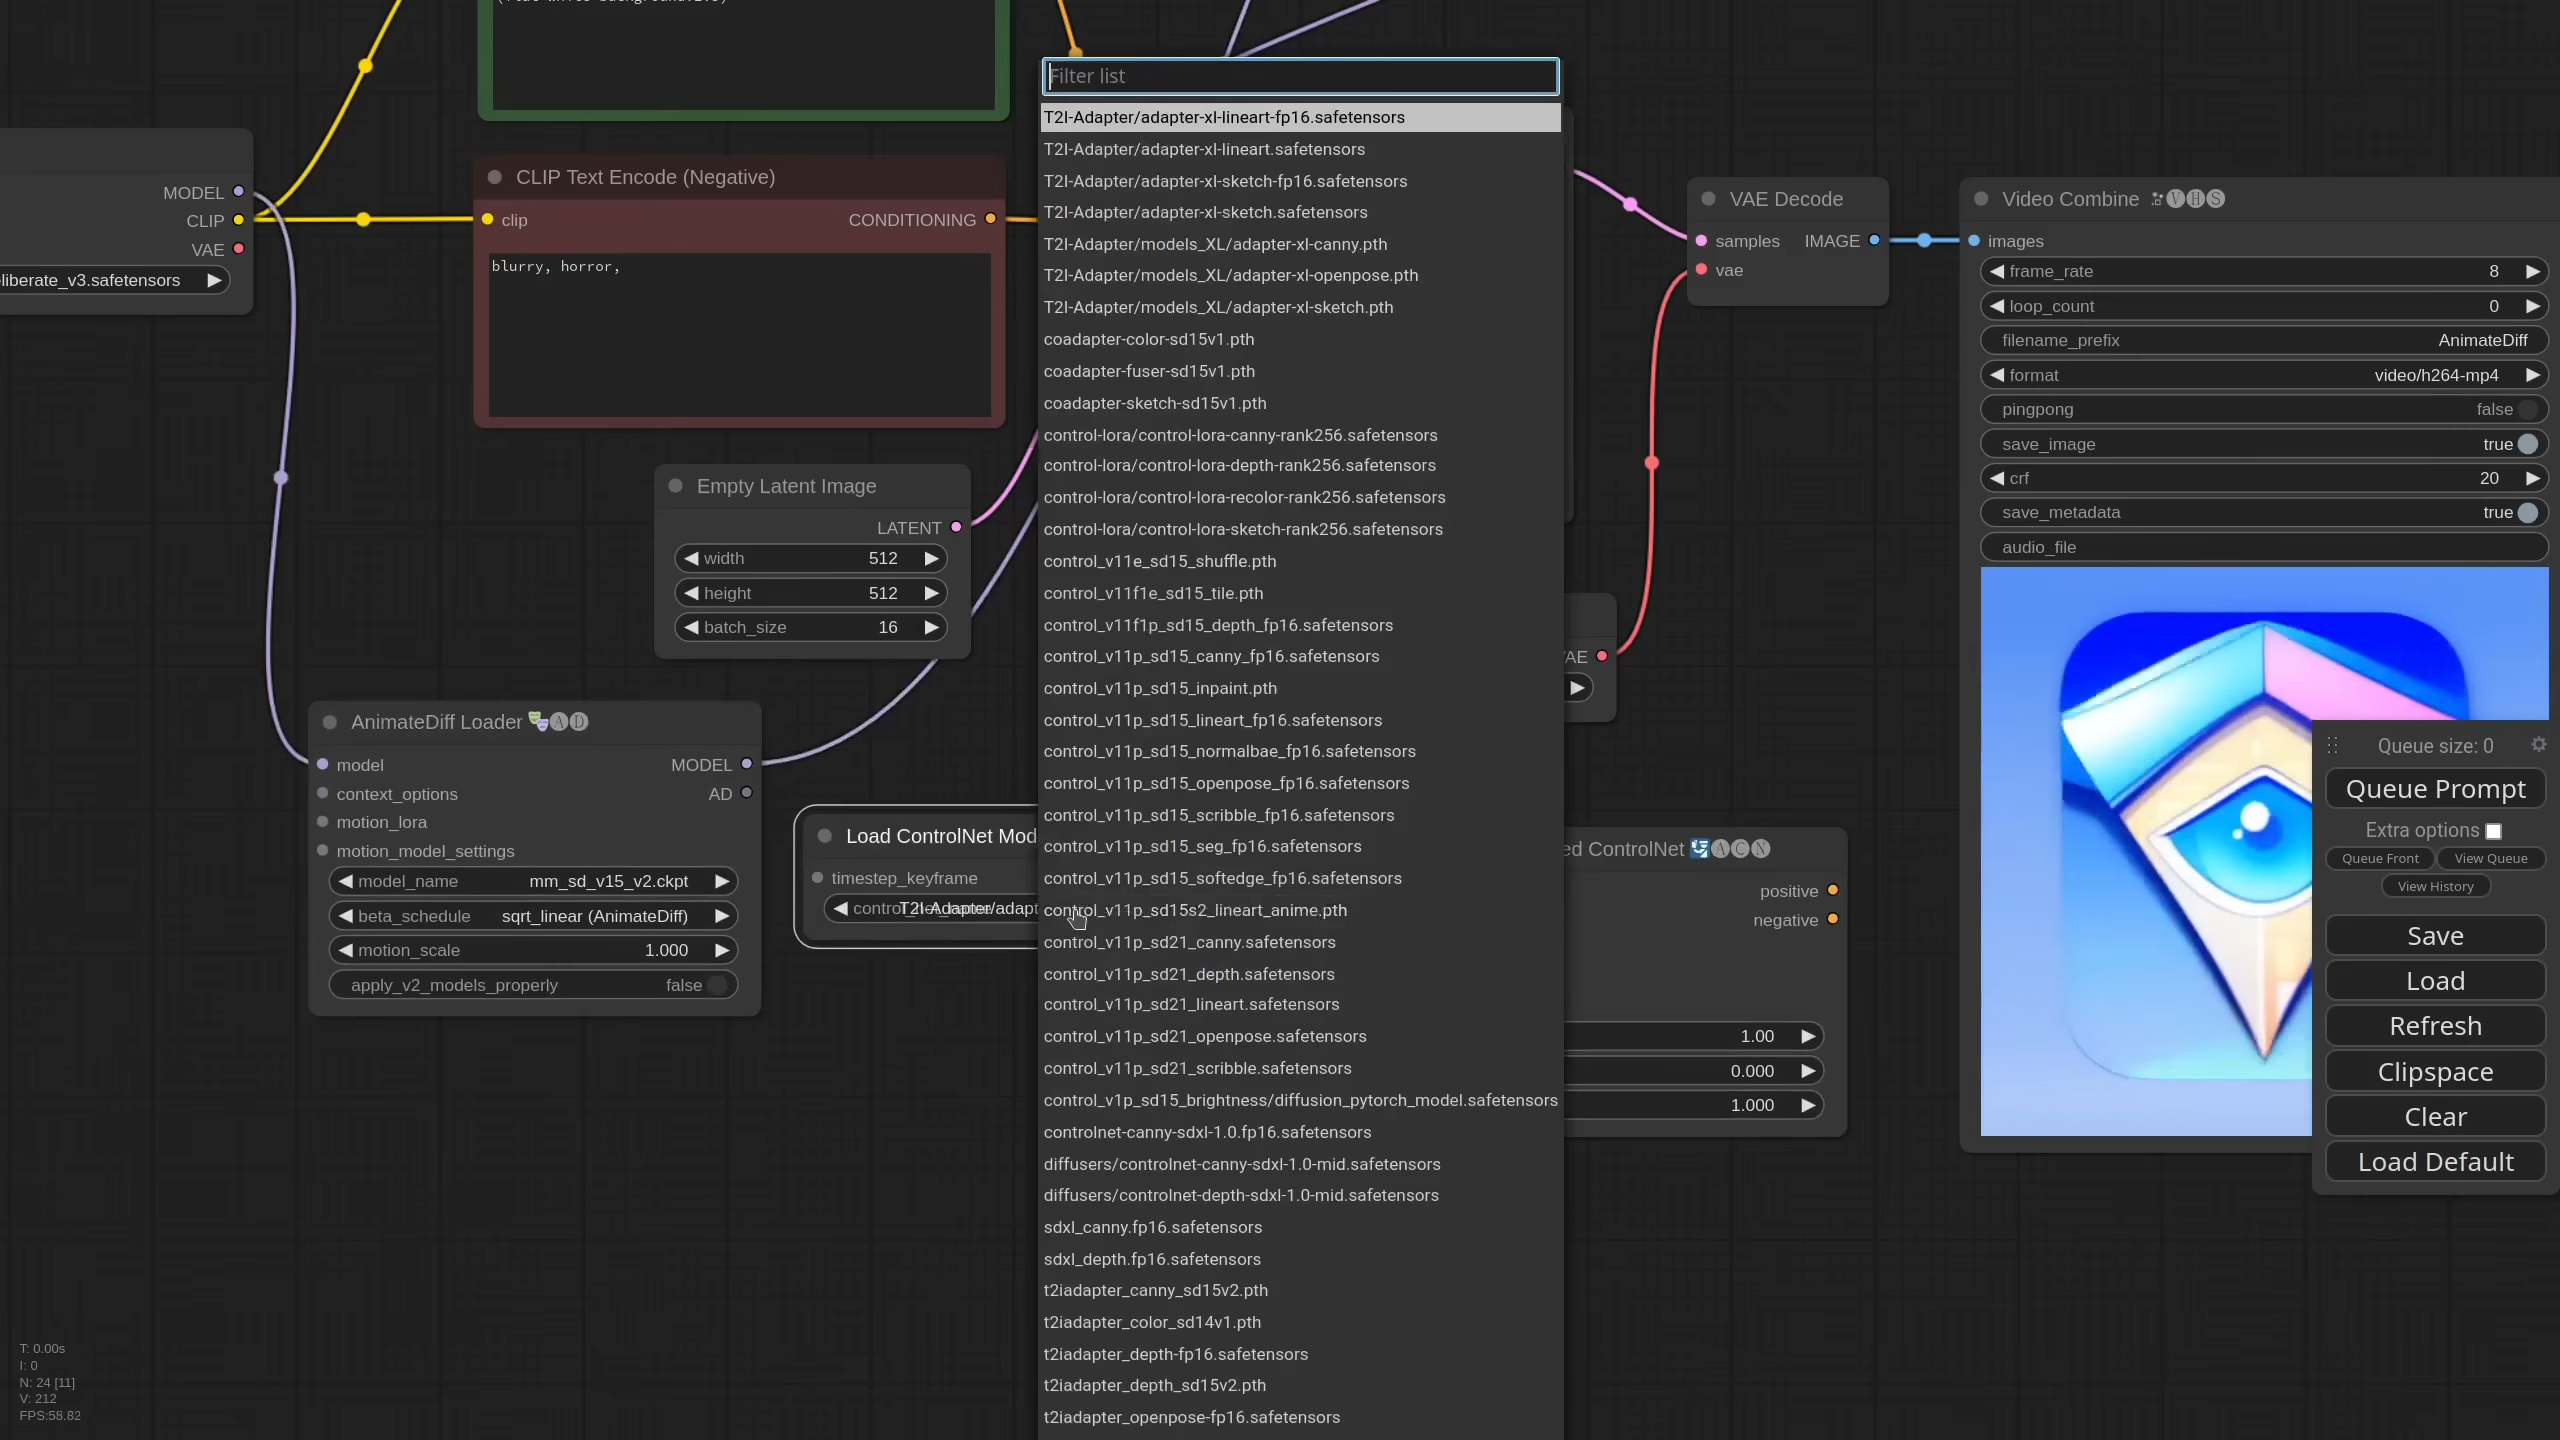 MODEL
CLIP
VAE
liberate_v3.safetensors
CLIP Text Encode (Negative)
clip
CONDITIONING
blurry, horror,
Empty Latent Image
LATENT
width 512
height 512
batch_size 16
AnimateDiff Loader 🎭🅐🅓
model
MODEL
context_options
AD
motion_lora
motion_model_settings
model_name mm_sd_v15_v2.ckpt
beta_schedule sqrt_linear (AnimateDiff)
motion_scale 1.000
apply_v2_models_properly false
Load ControlNet Mod
timestep_keyframe
T2I-Adapter/adapt
Filter list
T2I-Adapter/adapter-xl-lineart-fp16.safetensors
T2I-Adapter/adapter-xl-lineart.safetensors
T2I-Adapter/adapter-xl-sketch-fp16.safetensors
T2I-Adapter/adapter-xl-sketch.safetensors
T2I-Adapter/models_XL/adapter-xl-canny.pth
T2I-Adapter/models_XL/adapter-xl-openpose.pth
T2I-Adapter/models_XL/adapter-xl-sketch.pth
coadapter-color-sd15v1.pth
coadapter-fuser-sd15v1.pth
coadapter-sketch-sd15v1.pth
control-lora/control-lora-canny-rank256.safetensors
control-lora/control-lora-depth-rank256.safetensors
control-lora/control-lora-recolor-rank256.safetensors
control-lora/control-lora-sketch-rank256.safetensors
control_v11e_sd15_shuffle.pth
control_v11f1e_sd15_tile.pth
control_v11f1p_sd15_depth_fp16.safetensors
control_v11p_sd15_canny_fp16.safetensors
control_v11p_sd15_inpaint.pth
control_v11p_sd15_lineart_fp16.safetensors
control_v11p_sd15_normalbae_fp16.safetensors
control_v11p_sd15_openpose_fp16.safetensors
control_v11p_sd15_scribble_fp16.safetensors
control_v11p_sd15_seg_fp16.safetensors
control_v11p_sd15_softedge_fp16.safetensors
control_v11p_sd15s2_lineart_anime.pth
control_v11p_sd21_canny.safetensors
control_v11p_sd21_depth.safetensors
control_v11p_sd21_lineart.safetensors
control_v11p_sd21_openpose.safetensors
control_v11p_sd21_scribble.safetensors
control_v1p_sd15_brightness/diffusion_pytorch_model.safetensors
controlnet-canny-sdxl-1.0.fp16.safetensors
diffusers/controlnet-canny-sdxl-1.0-mid.safetensors
diffusers/controlnet-depth-sdxl-1.0-mid.safetensors
sdxl_canny.fp16.safetensors
sdxl_depth.fp16.safetensors
t2iadapter_canny_sd15v2.pth
t2iadapter_color_sd14v1.pth
t2iadapter_depth-fp16.safetensors
t2iadapter_depth_sd15v2.pth
t2iadapter_openpose-fp16.safetensors
VAE Decode
samples
IMAGE
vae
AE
ed ControlNet 🅐🅒🅝
positive
negative
1.00
0.000
1.000
Video Combine 🅥🅗🅢
images
frame_rate 8
loop_count 0
filename_prefix AnimateDiff
format video/h264-mp4
pingpong false
save_image true
crf 20
save_metadata true
audio_file
Queue size: 0
Queue Prompt
Extra options
Queue Front
View Queue
View History
Save
Load
Refresh
Clipspace
Clear
Load Default
T: 0.00s
I: 0
N: 24 [11]
V: 212
FPS:58.82